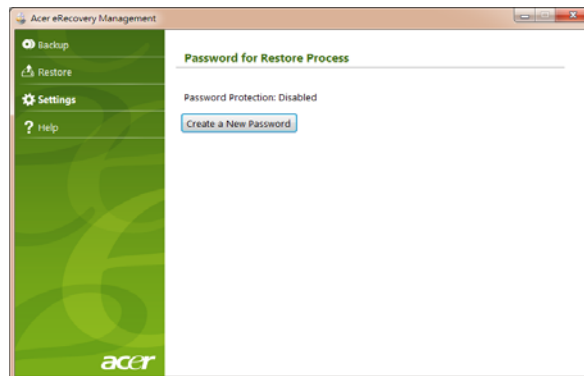 Acer eRecovery Management
Backup
Restore
Settings
? Help
Password for Restore Process
Password Protection: Disabled
Create a New Password
acer